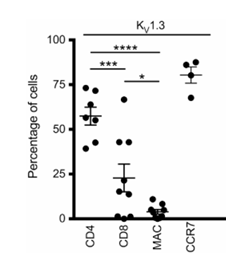 Kv1.3
****
***
*
Percentage of cells
100
75
50
25
0
CD4
CD8
MAC
CCR7